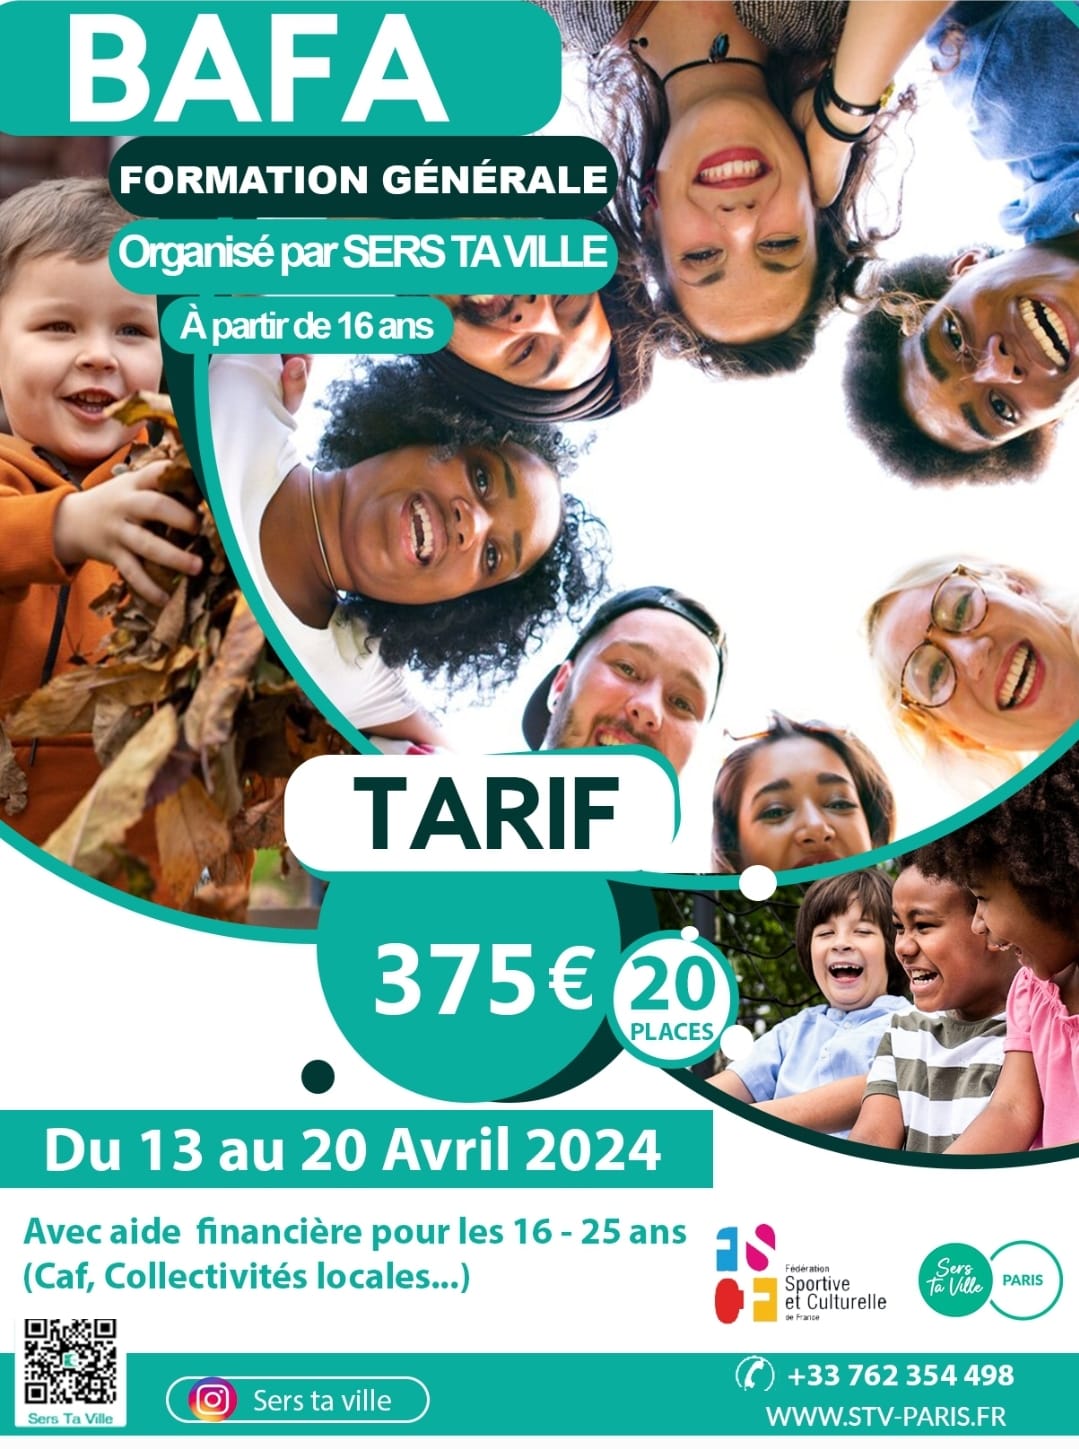 BAFA
FORMATION GÉNÉRALE
Organisé par SERS TA VILLE
À partir de 16 ans
TARIF
375€
20
PLACES
Du 13 au 20 Avril 2024
Avec aide financière pour les 16 - 25 ans
(Caf, Collectivités locales...)
FSCF
Fédération
Sportive
et Culturelle
de France
Sers
Ta Ville
PARIS
Sers Ta Ville
Sers ta ville
+33 762 354 498
WWW.STV-PARIS.FR